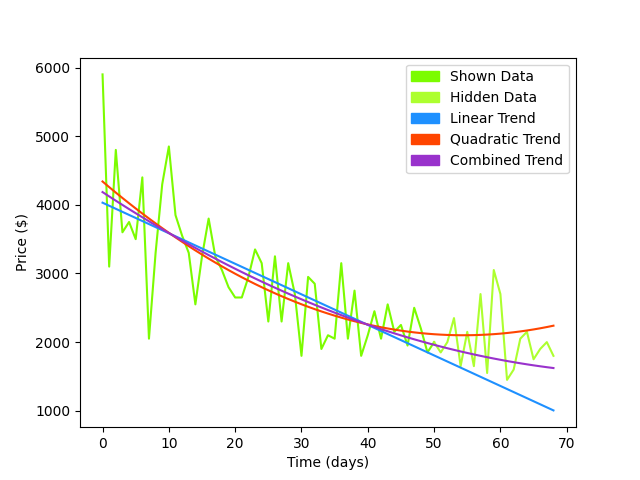 6000
5000
4000
3000
2000
1000
Price ($)
Shown Data
Hidden Data
Linear Trend
Quadratic Trend
Combined Trend
0 10 20 30 40 50 60 70
Time (days)